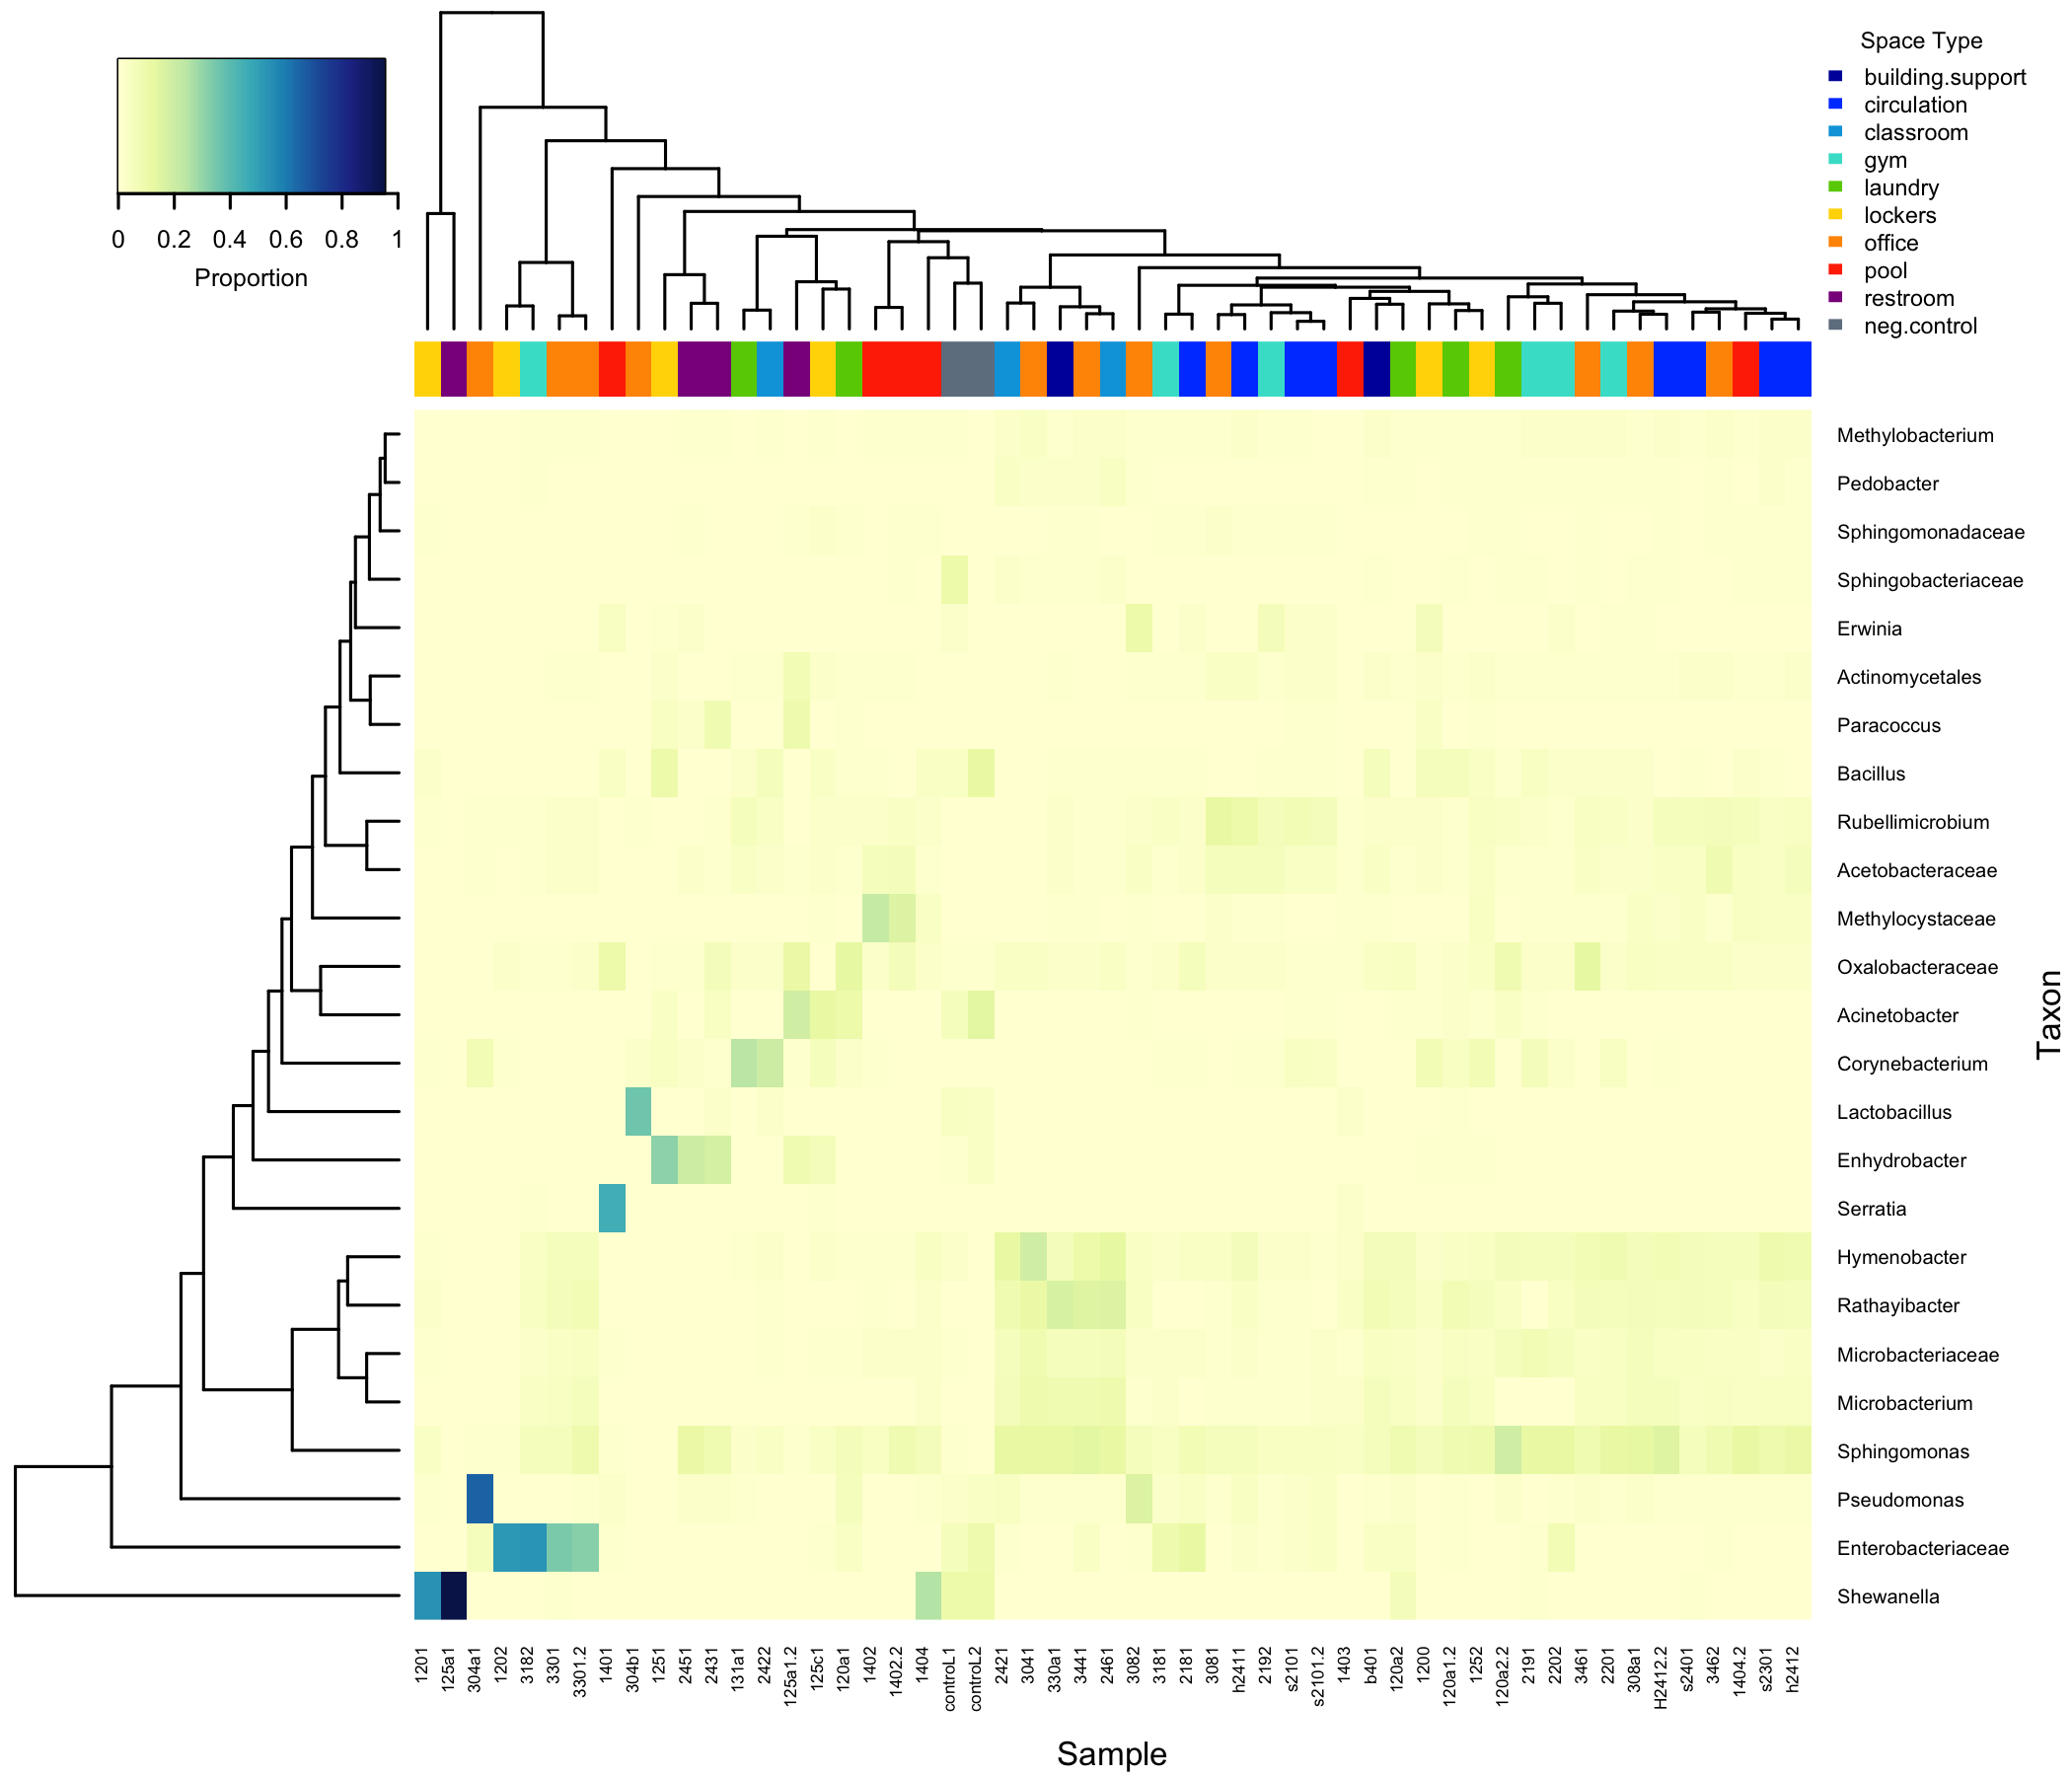 0 0.2 0.4 0.6 0.8 1
Proportion
Space Type
building.support
circulation
classroom
gym
laundry
lockers
office
pool
restroom
neg.control
Methylobacterium
Pedobacter
Sphingomonadaceae
Sphingobacteriaceae
Erwinia
Actinomycetales
Paracoccus
Bacillus
Rubellimicrobium
Acetobacteraceae
Methylocystaceae
Oxalobacteraceae
Acinetobacter
Corynebacterium
Lactobacillus
Enhydrobacter
Serratia
Hymenobacter
Rathayibacter
Microbacteriaceae
Microbacterium
Sphingomonas
Pseudomonas
Enterobacteriaceae
Shewanella
Taxon
1201
125a1
304a1
1202
3182
3301
3301.2
1401
304b1
1251
2451
2431
131a1
2422
125a1.2
125c1
120a1
1402
1402.2
1404
controL1
controL2
2421
3041
330a1
3441
2461
3082
3181
2181
3081
h2411
2192
s2101
s2101.2
1403
b401
120a2
1200
120a1.2
1252
120a2.2
2191
2202
3461
2201
308a1
H2412.2
s2401
3462
1404.2
s2301
h2412
Sample